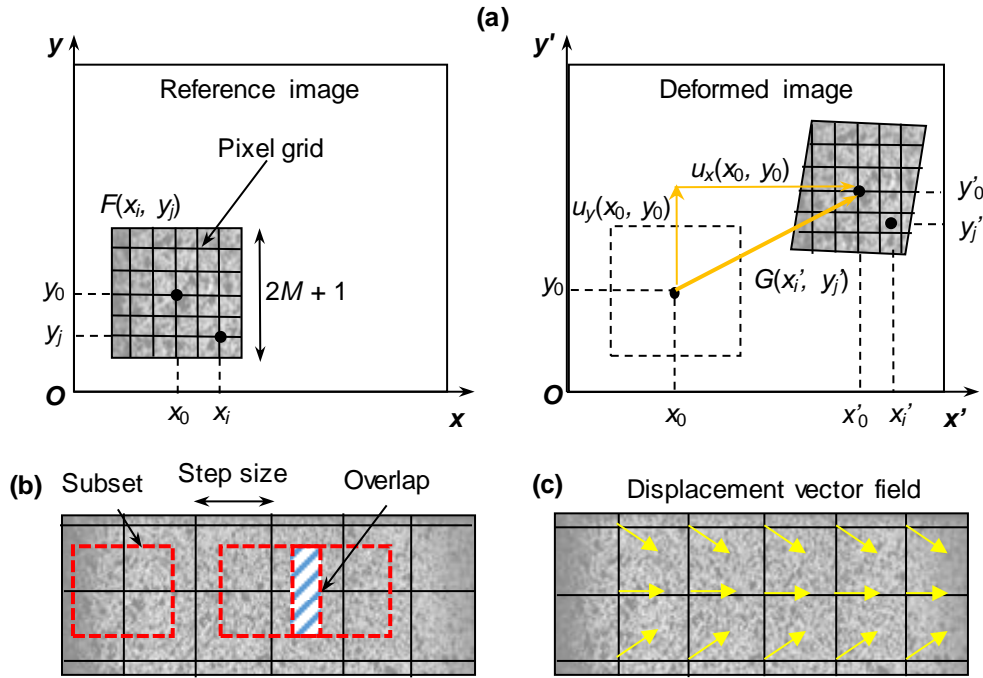 (a)
y
Reference image
Pixel grid
F(xᵢ, yⱼ)
2M + 1
y₀
yⱼ
O
x₀
xᵢ
x
y'
Deformed image
uₓ(x₀, y₀)
u_y(x₀, y₀)
y'₀
yⱼ'
G(xᵢ', yⱼ')
y₀
O
x₀
x'₀
xᵢ'
x'
(b)
Subset
Step size
Overlap
(c)
Displacement vector field